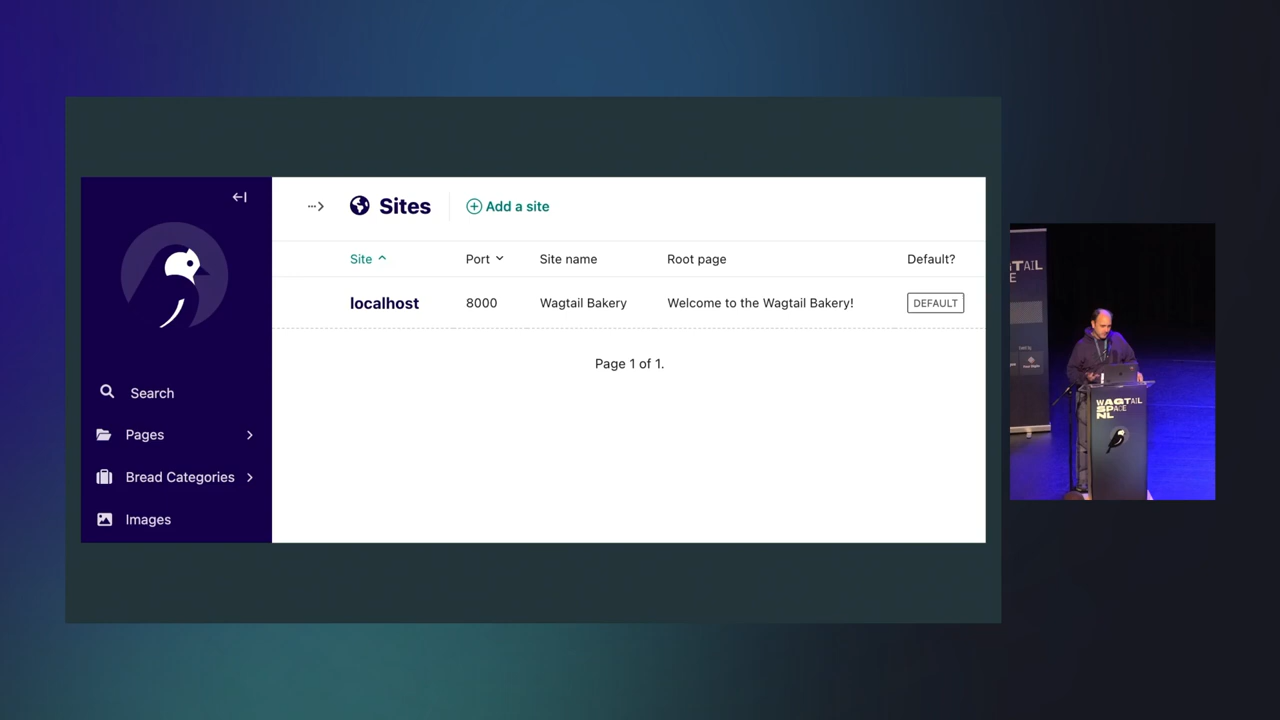 Sites
Add a site
Site
Port
Site name
Root page
Default?
localhost
8000
Wagtail Bakery
Welcome to the Wagtail Bakery!
DEFAULT
Page 1 of 1.
Search
Pages
Bread Categories
Images
TAIL
E
WAGTAIL
SPACE
NL